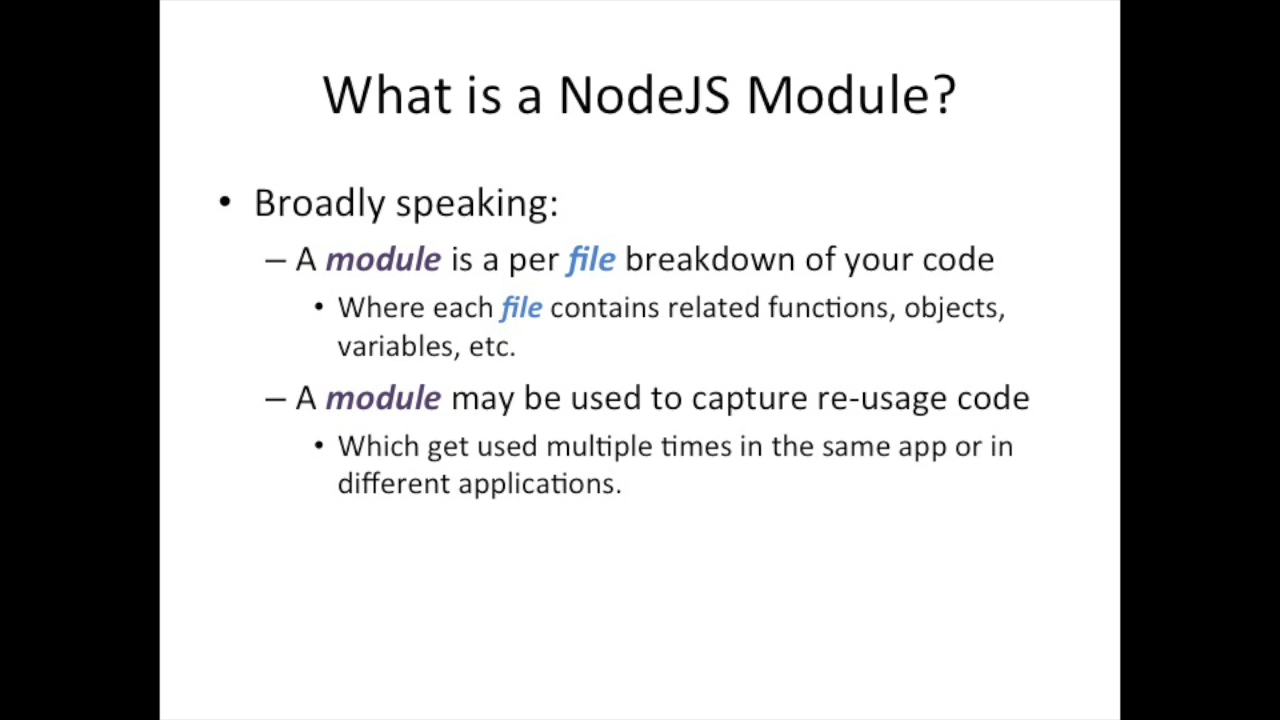 What is a NodeJS Module?
• Broadly speaking:
– A module is a per file breakdown of your code
• Where each file contains related functions, objects,
variables, etc.
– A module may be used to capture re-usage code
• Which get used multiple times in the same app or in
different applications.